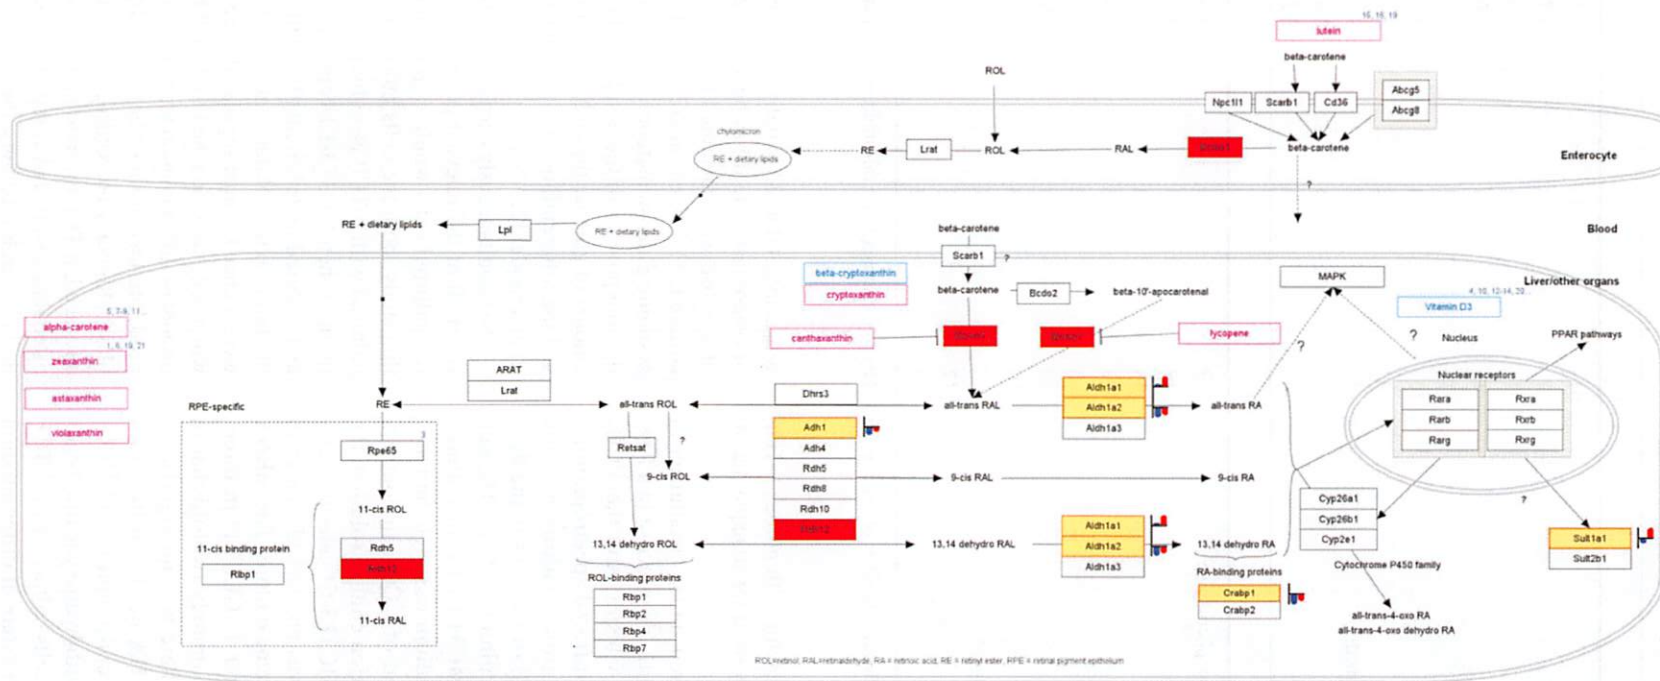 15, 16, 19
lutein
beta-carotene
ROL
Npc1l1
Scarb1
Cd36
Abcg5
Abcg8
chylomicron
RE + dietary lipids
RE
Lrat
ROL
RAL
beta-carotene
Enterocyte
?
RE + dietary lipids
Lpl
RE + dietary lipids
beta-carotene
Blood
Scarb1
?
beta-cryptoxanthin
cryptoxanthin
beta-carotene
Bcdo2
beta-10'-apocarotenal
MAPK
Liver/other organs
Vitamin D3
alpha-carotene
1, 6, 19, 21
zeaxanthin
astaxanthin
violaxanthin
canthaxanthin
lycopene
?
?
Nucleus
PPAR pathways
Nuclear receptors
Rara
Rxra
Rarb
Rxrb
Rarg
Rxrg
ARAT
Lrat
RPE-specific
RE
all-trans ROL
Dhrs3
all-trans RAL
Aldh1a1
Aldh1a2
Aldh1a3
all-trans RA
Adh1
Adh4
Rdh5
Rdh8
Rdh10
3
Rpe65
Retsat
?
9-cis ROL
9-cis RAL
9-cis RA
11-cis ROL
11-cis binding protein
Rlbp1
Rdh5
11-cis RAL
13,14 dehydro ROL
13,14 dehydro RAL
Aldh1a1
Aldh1a2
Aldh1a3
13,14 dehydro RA
Cyp26a1
Cyp26b1
Cyp2e1
Cytochrome P450 family
?
Sult1a1
Sult2b1
ROL-binding proteins
Rbp1
Rbp2
Rbp4
Rbp7
RA-binding proteins
Crabp1
Crabp2
all-trans-4-oxo RA
all-trans-4-oxo dehydro RA
ROL=retinol, RAL=retinaldehyde, RA = retinoic acid, RE = retinyl ester, RPE = retinal pigment epithelium